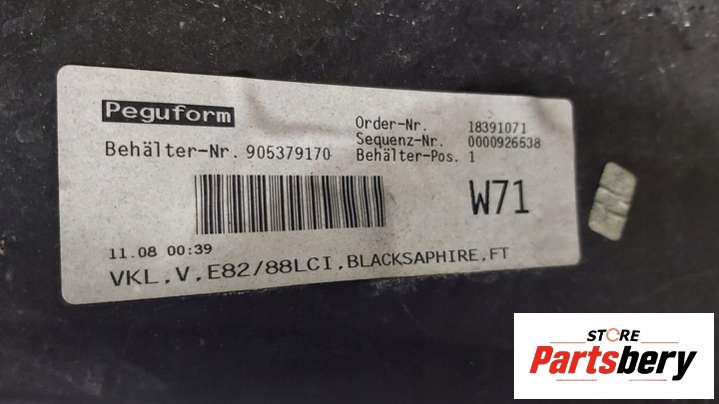 Peguform
Order-Nr. 18391071
Sequenz-Nr. 0000926538
Behälter-Nr. 905379170 Behälter-Pos. 1
W71
11.08 00:39
VKL.V.E82/88LCI.BLACKSAPHIRE.FT
STORE
Partsbery